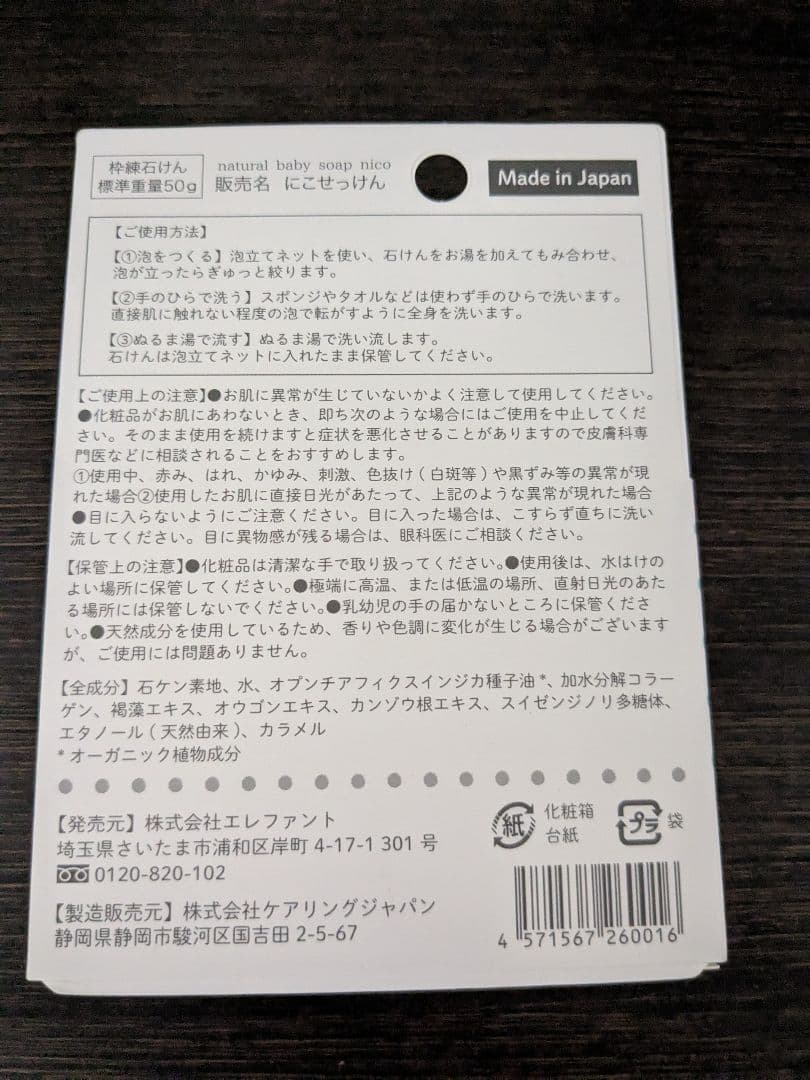 枠練石けん
標準重量50g
natural baby soap nico
販売名 にこせっけん
Made in Japan
【ご使用方法】
【①泡をつくる】泡立てネットを使い、石けんをお湯を加えてもみ合わせ、
泡が立ったらぎゅっと絞ります。
【②手のひらで洗う】スポンジやタオルなどは使わず手のひらで洗います。
直接肌に触れない程度の泡で転がすように全身を洗います。
【③ぬるま湯で流す】ぬるま湯で洗い流します。
石けんは泡立てネットに入れたまま保管してください。
【ご使用上の注意】●お肌に異常が生じていないかよく注意して使用してください。
●化粧品がお肌にあわないとき、即ち次のような場合にはご使用を中止してくだ
さい。そのまま使用を続けますと症状を悪化させることがありますので皮膚科専
門医などに相談されることをおすすめします。
①使用中、赤み、はれ、かゆみ、刺激、色抜け(白斑等)や黒ずみ等の異常が現
れた場合②使用したお肌に直接日光があたって、上記のような異常が現れた場合
●目に入らないようにご注意ください。目に入った場合は、こすらず直ちに洗い
流してください。目に異物感が残る場合は、眼科医にご相談ください。
【保管上の注意】●化粧品は清潔な手で取り扱ってください。●使用後は、水はけの
よい場所に保管してください。●極端に高温、または低温の場所、直射日光のあた
る場所には保管しないでください。●乳幼児の手の届かないところに保管くださ
い。●天然成分を使用しているため、香りや色調に変化が生じる場合がございます
が、ご使用には問題ありません。
【全成分】石ケン素地、水、オプンチアフィクスインジカ種子油*、加水分解コラー
ゲン、褐藻エキス、オウゴンエキス、カンゾウ根エキス、スイゼンジノリ多糖体、
エタノール(天然由来)、カラメル
*オーガニック植物成分
【発売元】株式会社エレファント
埼玉県さいたま市浦和区岸町 4-17-1 301 号
0120-820-102
【製造販売元】株式会社ケアリングジャパン
静岡県静岡市駿河区国吉田 2-5-67
紙
化粧箱
台紙
プラ
袋
4 571567 260016